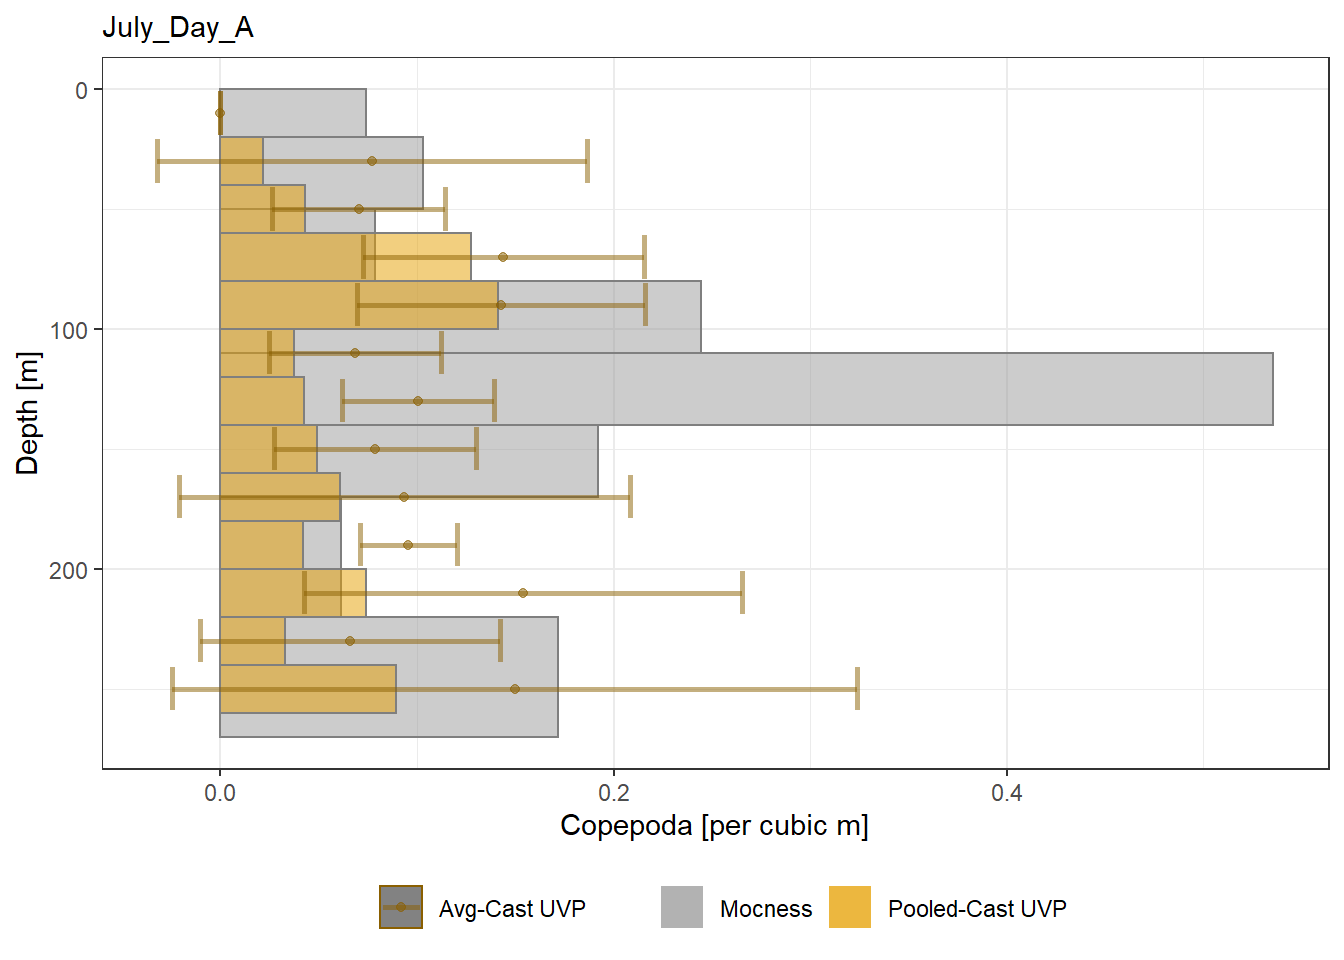 July_Day_A
0
100
200
Depth [m]
0.0 0.2 0.4
Copepoda [per cubic m]
Avg-Cast UVP Mocness Pooled-Cast UVP